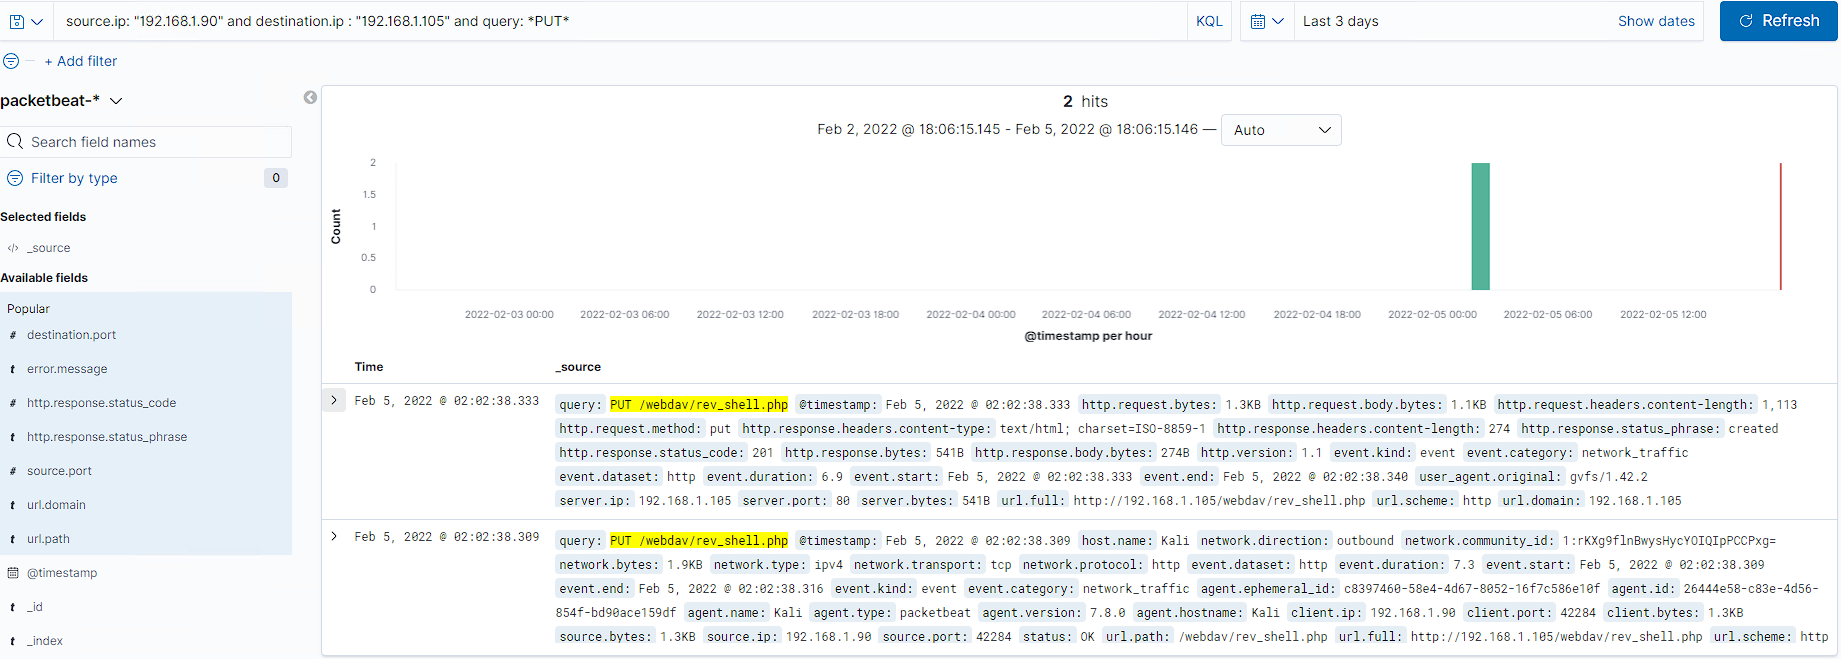 source.ip: "192.168.1.90" and destination.ip : "192.168.1.105" and query: *PUT*
KQL
Last 3 days
Show dates
Refresh
+ Add filter
packetbeat-*
Search field names
Filter by type
0
Selected fields
</> _source
Available fields
Popular
# destination.port
t error.message
# http.response.status_code
t http.response.status_phrase
# source.port
t url.domain
t url.path
@timestamp
t _id
t _index
2 hits
Feb 2, 2022 @ 18:06:15.145 - Feb 5, 2022 @ 18:06:15.146 —
Auto
Count
2
1.5
1
0.5
0
2022-02-03 00:00 2022-02-03 06:00 2022-02-03 12:00 2022-02-03 18:00 2022-02-04 00:00 2022-02-04 06:00 2022-02-04 12:00 2022-02-04 18:00 2022-02-05 00:00 2022-02-05 06:00 2022-02-05 12:00
@timestamp per hour
Time _source
Feb 5, 2022 @ 02:02:38.333
query: PUT /webdav/rev_shell.php @timestamp: Feb 5, 2022 @ 02:02:38.333 http.request.bytes: 1.3KB http.request.body.bytes: 1.1KB http.request.headers.content-length: 1,113
http.request.method: put http.response.headers.content-type: text/html; charset=ISO-8859-1 http.response.headers.content-length: 274 http.response.status_phrase: created
http.response.status_code: 201 http.response.bytes: 541B http.response.body.bytes: 274B http.version: 1.1 event.kind: event event.category: network_traffic
event.dataset: http event.duration: 6.9 event.start: Feb 5, 2022 @ 02:02:38.333 event.end: Feb 5, 2022 @ 02:02:38.340 user_agent.original: gvfs/1.42.2
server.ip: 192.168.1.105 server.port: 80 server.bytes: 541B url.full: http://192.168.1.105/webdav/rev_shell.php url.scheme: http url.domain: 192.168.1.105
Feb 5, 2022 @ 02:02:38.309
query: PUT /webdav/rev_shell.php @timestamp: Feb 5, 2022 @ 02:02:38.309 host.name: Kali network.direction: outbound network.community_id: 1:rKXg9flnBwysHycYOIQIpPCCPxg=
network.bytes: 1.9KB network.type: ipv4 network.transport: tcp network.protocol: http event.dataset: http event.duration: 7.3 event.start: Feb 5, 2022 @ 02:02:38.309
event.end: Feb 5, 2022 @ 02:02:38.316 event.kind: event event.category: network_traffic agent.ephemeral_id: c8397460-58e4-4d67-8052-16f7c586e10f agent.id: 26444e58-c83e-4d56-
854f-bd90ace159df agent.name: Kali agent.type: packetbeat agent.version: 7.8.0 agent.hostname: Kali client.ip: 192.168.1.90 client.port: 42284 client.bytes: 1.3KB
source.bytes: 1.3KB source.ip: 192.168.1.90 source.port: 42284 status: OK url.path: /webdav/rev_shell.php url.full: http://192.168.1.105/webdav/rev_shell.php url.scheme: http